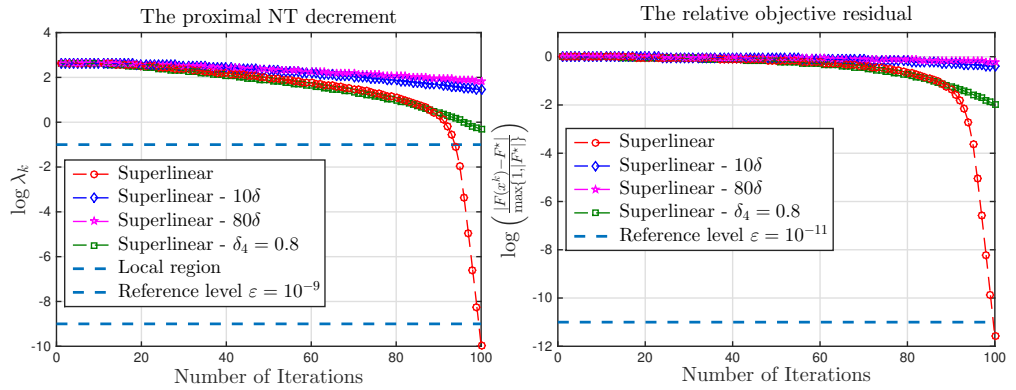 The proximal NT decrement
4
2
0
-2
-4
-6
-8
-10
log λ_k
Superlinear
Superlinear - 10δ
Superlinear - 80δ
Superlinear - δ_4 = 0.8
Local region
Reference level ε = 10^{-9}
0 20 40 60 80 100
Number of Iterations
The relative objective residual
0
-2
-4
-6
-8
-10
-12
log ( |F(x^k)−F^⋆| / max{1,|F^⋆|} )
Superlinear
Superlinear - 10δ
Superlinear - 80δ
Superlinear - δ_4 = 0.8
Reference level ε = 10^{-11}
0 20 40 60 80 100
Number of Iterations